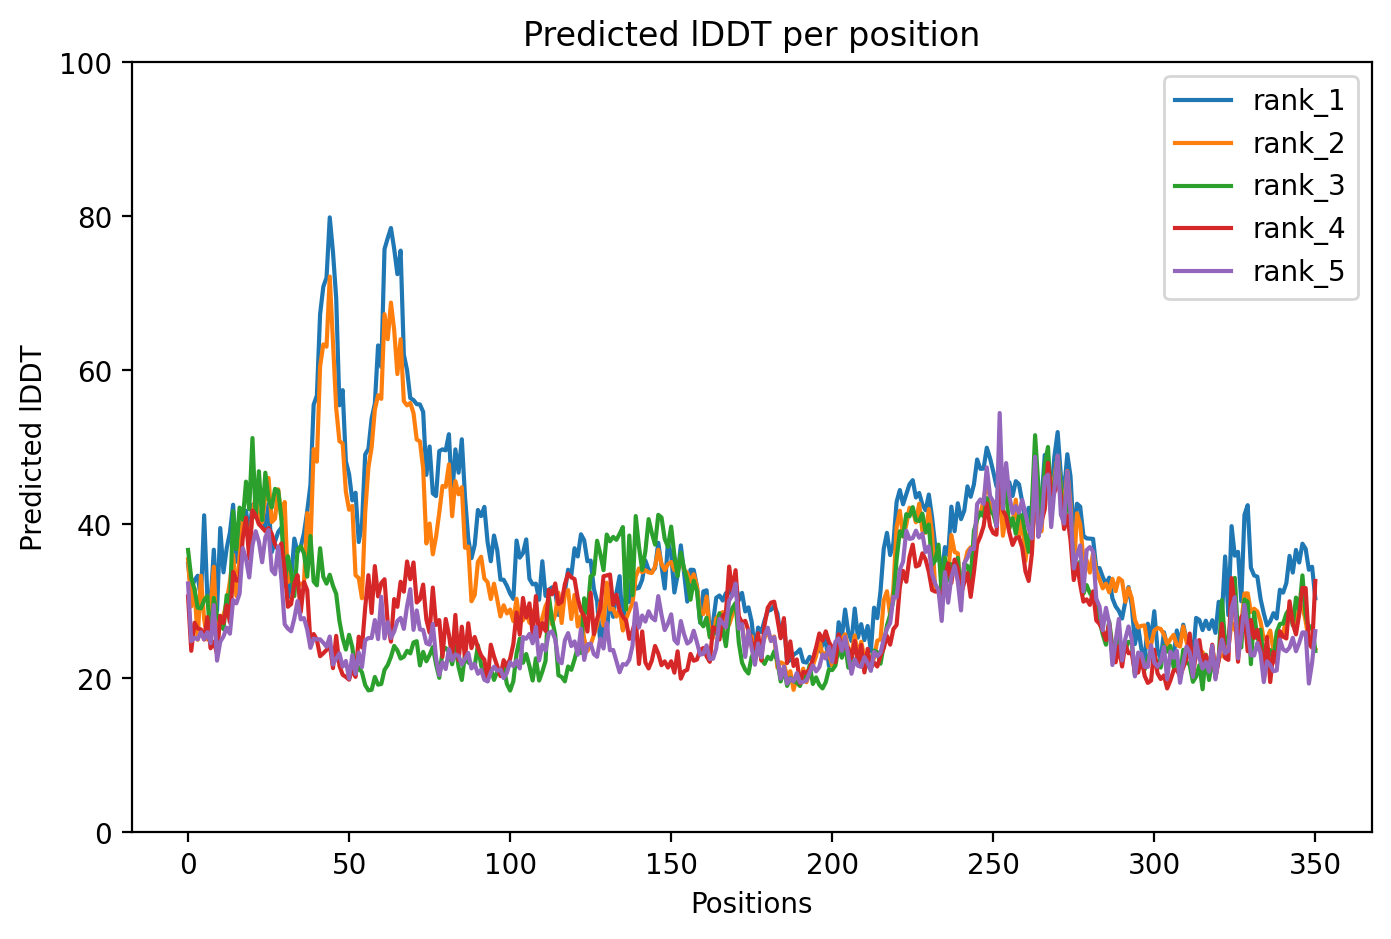 Predicted lDDT per position
100
80
60
40
20
0
Predicted lDDT
0 50 100 150 200 250 300 350
Positions
rank_1
rank_2
rank_3
rank_4
rank_5